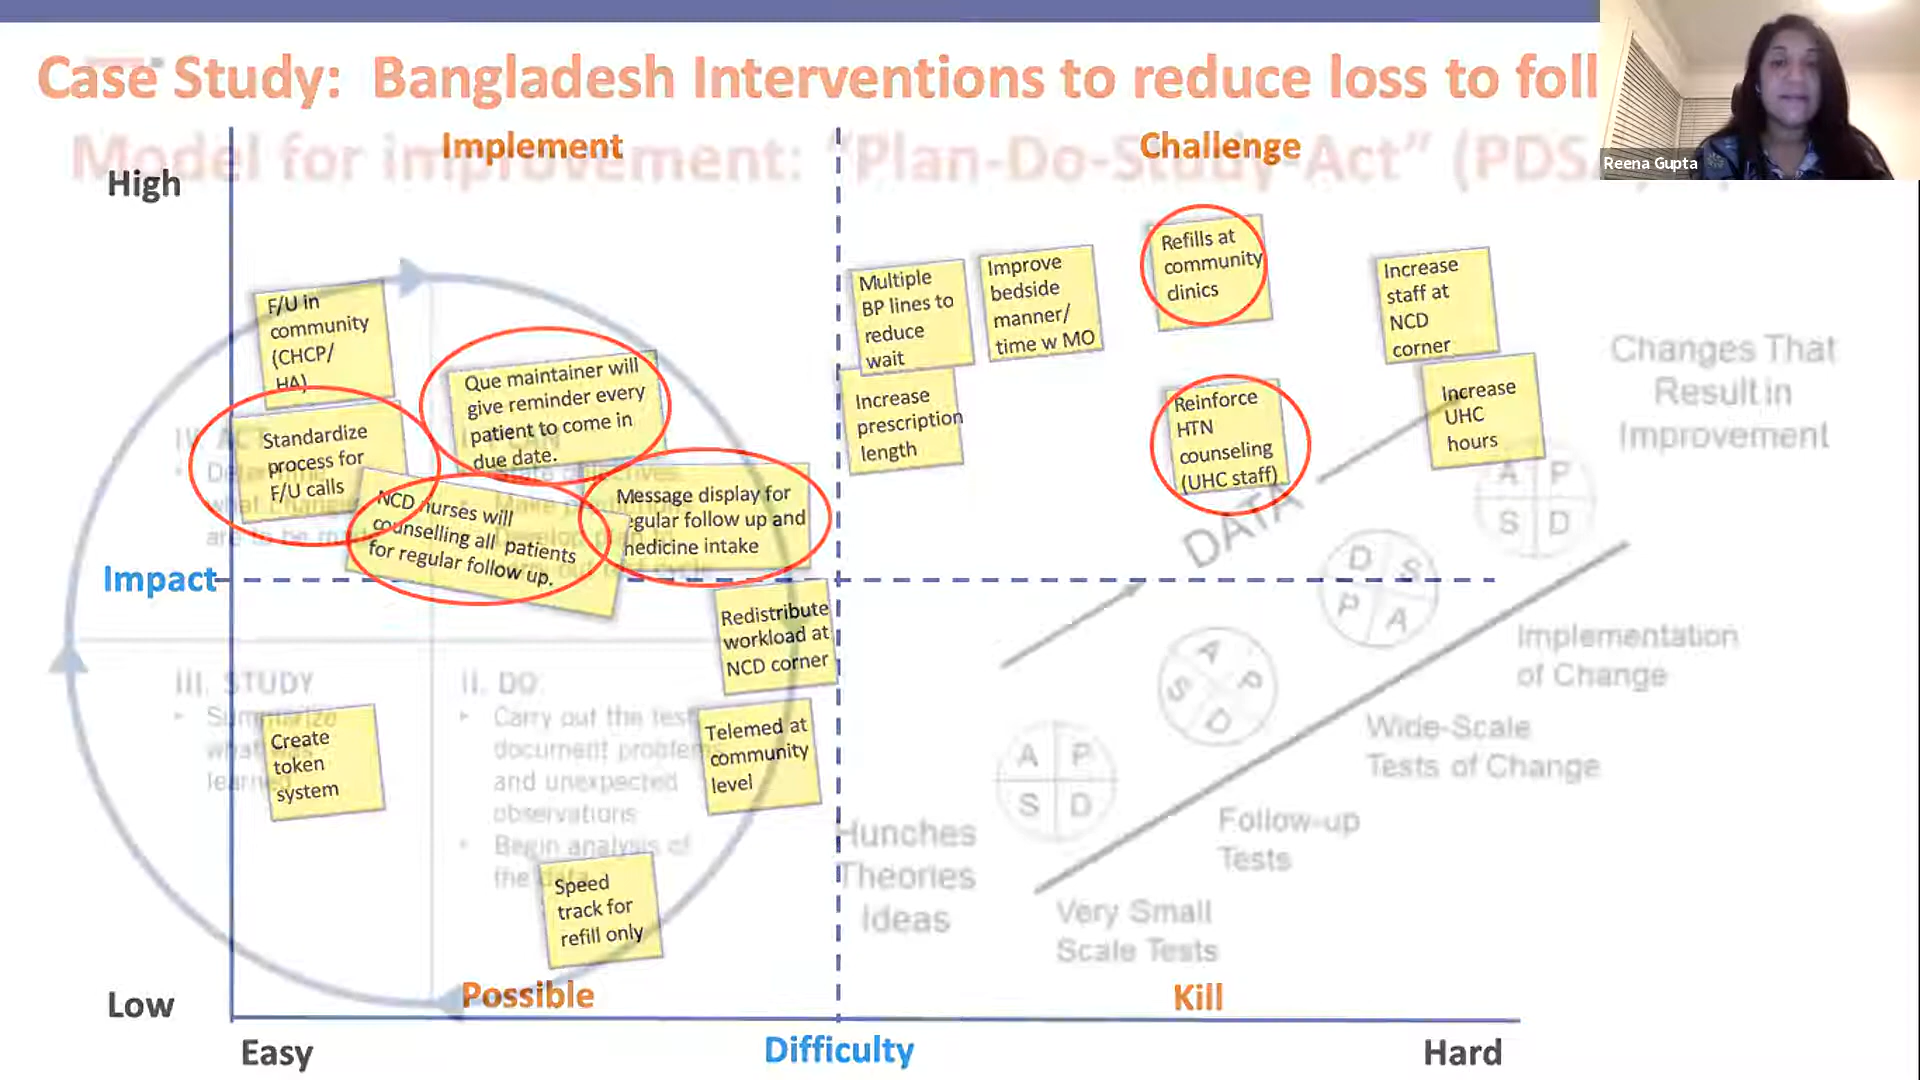 Case Study: Bangladesh Interventions to reduce loss to foll
Model for improvement: "Plan-Do-Study-Act" (PDSA)
Reena Gupta
Implement
Challenge
High
Impact
Low
Easy
Difficulty
Hard
Possible
Kill
F/U in
community
(CHCP/
HA)
Standardize
process for
F/U calls
Que maintainer will
give reminder every
patient to come in
due date.
NCD nurses will
counselling all patients
for regular follow up.
Message display for
egular follow up and
medicine intake
Multiple
BP lines to
reduce
wait
Improve
bedside
manner/
time w MO
Refills at
community
clinics
Increase
staff at
NCD
corner
Increase
prescription
length
Reinforce
HTN
counseling
(UHC staff)
Increase
UHC
hours
Redistribute
workload at
NCD corner
Create
token
system
Telemed at
community
level
Speed
track for
refill only
IV. ACT
are to be made
III. STUDY
Summarize
what was
learned
II. DO
Carry out the test
document problems
and unexpected
observations
Begin analysis of
the data
Changes That
Result in
Improvement
DATA
A P
S D
D S
P A
A P
S D
A P
S D
Implementation
of Change
Wide-Scale
Tests of Change
Follow-up
Tests
Very Small
Scale Tests
Hunches
Theories
Ideas